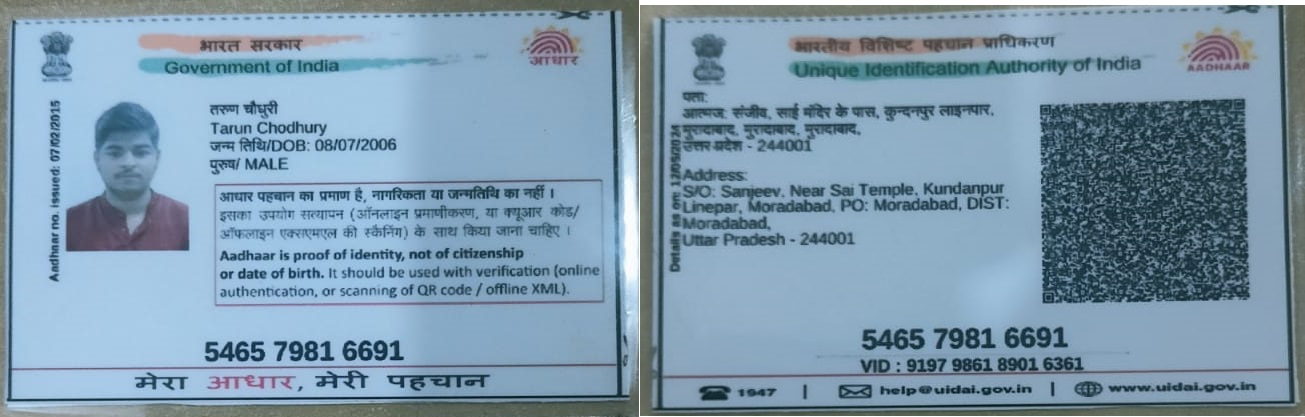 भारत सरकार
Government of India
आधार
Aadhaar no. issued: 07/02/2015
तरुण चौधुरी
Tarun Chodhury
जन्म तिथि/DOB: 08/07/2006
पुरुष/ MALE
आधार पहचान का प्रमाण है, नागरिकता या जन्मतिथि का नहीं ।
इसका उपयोग सत्यापन (ऑनलाइन प्रमाणीकरण, या क्यूआर कोड/
ऑफलाइन एक्सएमएल की स्कैनिंग) के साथ किया जाना चाहिए ।
Aadhaar is proof of identity, not of citizenship
or date of birth. It should be used with verification (online
authentication, or scanning of QR code / offline XML).
5465 7981 6691
मेरा आधार, मेरी पहचान
भारतीय विशिष्ट पहचान प्राधिकरण
Unique Identification Authority of India
AADHAAR
Details as on: 12/05/2024
पता:
आत्मज: संजीव, साई मंदिर के पास, कुन्दनपुर लाइनपार,
मुरादाबाद, मुरादाबाद, मुरादाबाद,
उत्तर प्रदेश - 244001
Address:
S/O: Sanjeev, Near Sai Temple, Kundanpur
Linepar, Moradabad, PO: Moradabad, DIST:
Moradabad,
Uttar Pradesh - 244001
5465 7981 6691
VID : 9197 9861 8901 6361
1947 | help@uidai.gov.in | www.uidai.gov.in